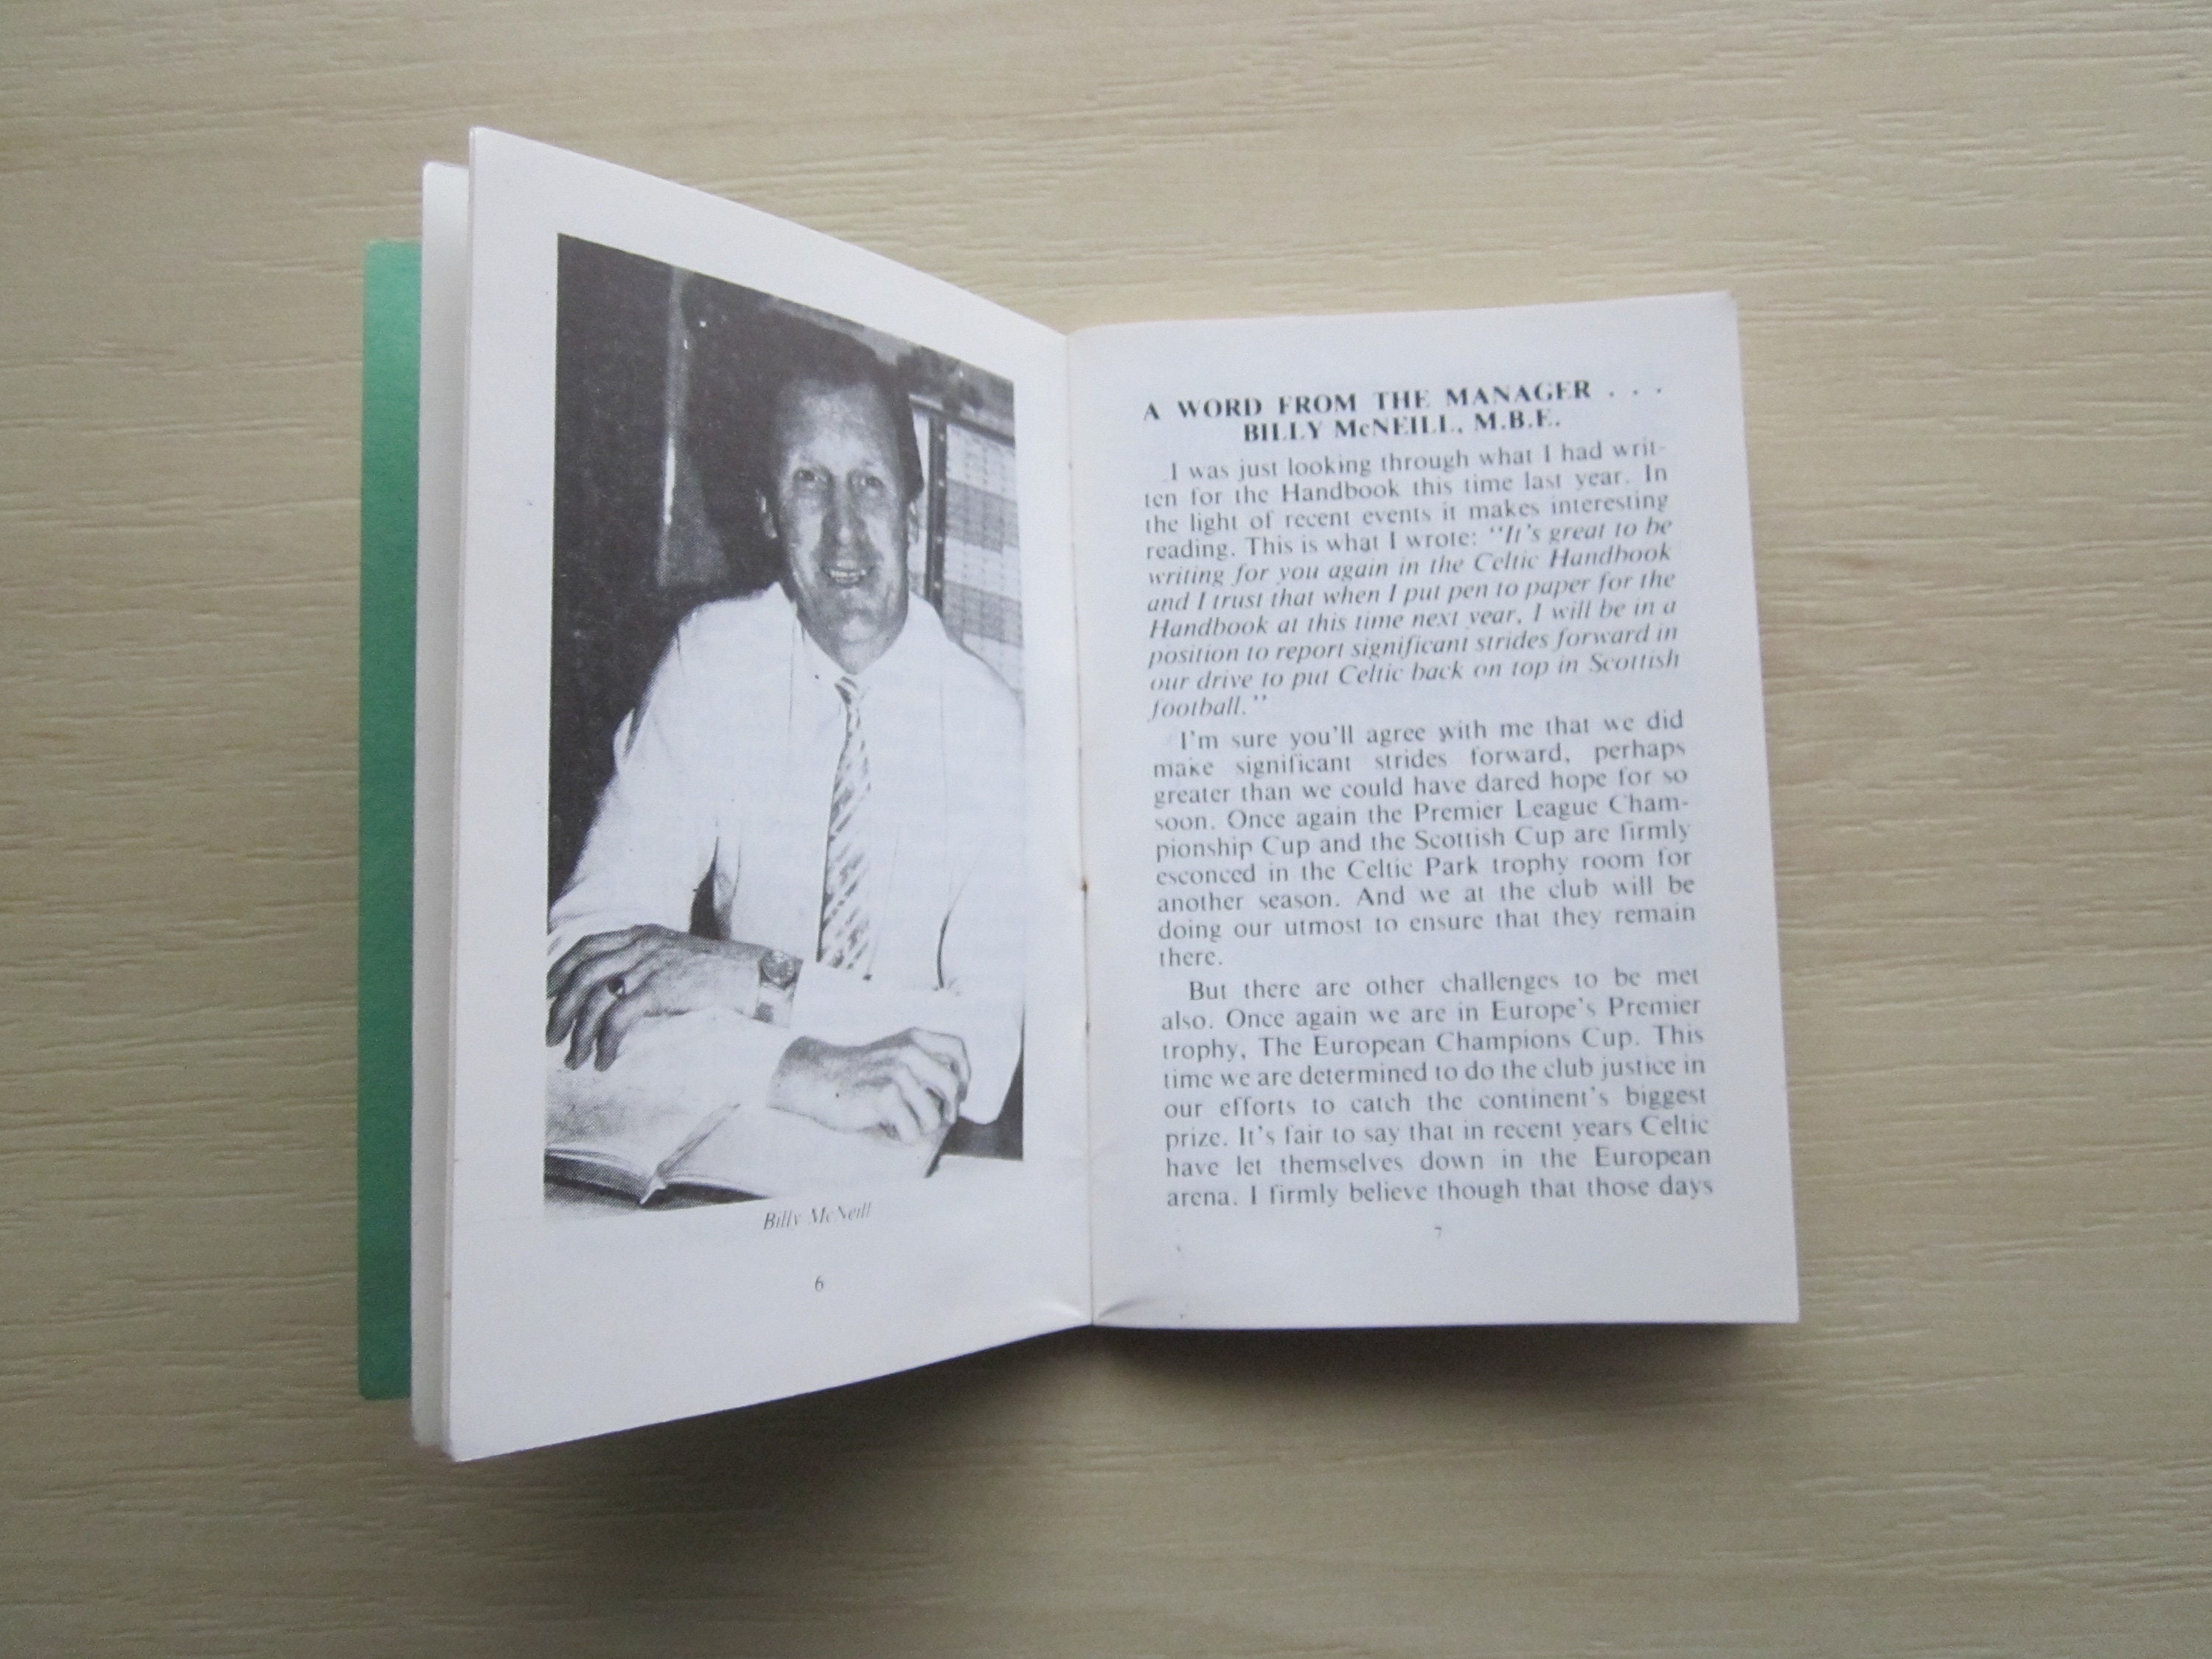 Billy McNeill
6
A WORD FROM THE MANAGER . . .
BILLY McNEILL, M.B.E.
I was just looking through what I had writ-
ten for the Handbook this time last year. In
the light of recent events it makes interesting
reading. This is what I wrote: "It's great to be
writing for you again in the Celtic Handbook
and I trust that when I put pen to paper for the
Handbook at this time next year, I will be in a
position to report significant strides forward in
our drive to put Celtic back on top in Scottish
football."
I'm sure you'll agree with me that we did
make significant strides forward, perhaps
greater than we could have dared hope for so
soon. Once again the Premier League Cham-
pionship Cup and the Scottish Cup are firmly
esconced in the Celtic Park trophy room for
another season. And we at the club will be
doing our utmost to ensure that they remain
there.
But there are other challenges to be met
also. Once again we are in Europe's Premier
trophy, The European Champions Cup. This
time we are determined to do the club justice in
our efforts to catch the continent's biggest
prize. It's fair to say that in recent years Celtic
have let themselves down in the European
arena. I firmly believe though that those days
7